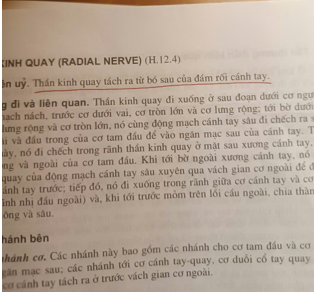 KINH QUAY (RADIAL NERVE) (H.12.4)
ên uỷ. Thần kinh quay tách ra từ bó sau của đám rối cánh tay.
g đi và liên quan. Thần kinh quay đi xuống ở sau đoạn dưới cơ ngự
mạch nách, trước cơ dưới vai, cơ tròn lớn và cơ lưng rộng; tới bờ dưới
lưng rộng và cơ tròn lớn, nó cùng động mạch cánh tay sâu đi chếch ra s
ài và đầu trong của cơ tam đầu để vào ngăn mạc sau của cánh tay. T
ày, nó đi chếch trong rãnh thần kinh quay ở mặt sau xương cánh tay,
ong và ngoài của cơ tam đầu. Khi tới bờ ngoài xương cánh tay, nó
quay của động mạch cánh tay sâu xuyên qua vách gian cơ ngoài để đ
ánh tay trước; tiếp đó, nó đi xuống trong rãnh giữa cơ cánh tay và cơ
ãnh nhị đầu ngoài) và, khi tới trước mỏm trên lồi cầu ngoài, chia thàn
nông và sâu.
hánh bên
nhánh cơ. Các nhánh này bao gồm các nhánh cho cơ tam đầu và cơ
ngăn mạc sau; các nhánh tới cơ cánh tay-quay, cơ duỗi cổ tay quay
cơ cánh tay tách ra ở trước vách gian cơ ngoài.